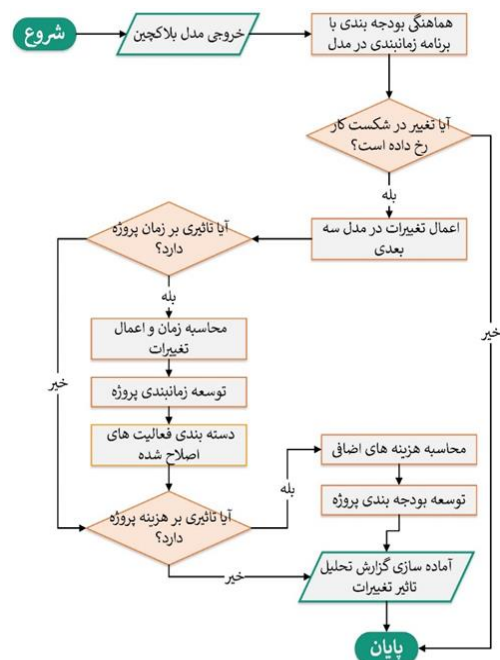 شروع
خروجی مدل بلاکچین
هماهنگی بودجه بندی با
برنامه زمانبندی در مدل
آیا تغییر در شکست کار
رخ داده است؟
بله
خیر
اعمال تغییرات در مدل سه
بعدی
آیا تاثیری بر زمان پروژه
دارد؟
بله
خیر
محاسبه زمان و اعمال
تغییرات
توسعه زمانبندی پروژه
دسته بندی فعالیت های
اصلاح شده
آیا تاثیری بر هزینه پروژه
دارد؟
بله
محاسبه هزینه های اضافی
توسعه بودجه بندی پروژه
خیر
آماده سازی گزارش تحلیل
تاثیر تغییرات
پایان